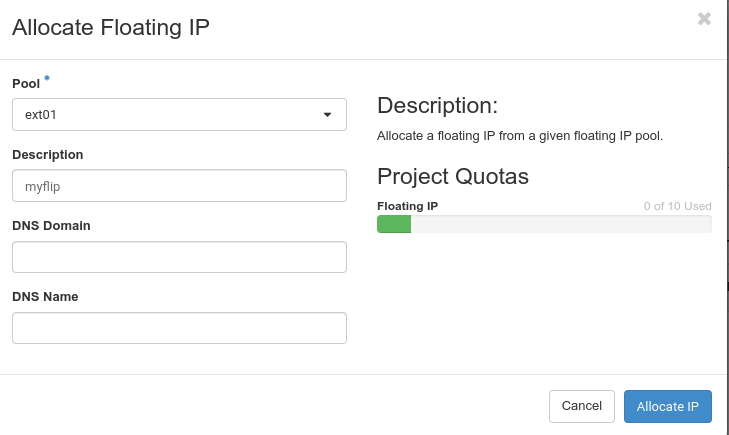 Allocate Floating IP
×
Pool *
ext01
Description
myflip
DNS Domain
DNS Name
Description:
Allocate a floating IP from a given floating IP pool.
Project Quotas
Floating IP 0 of 10 Used
Cancel Allocate IP